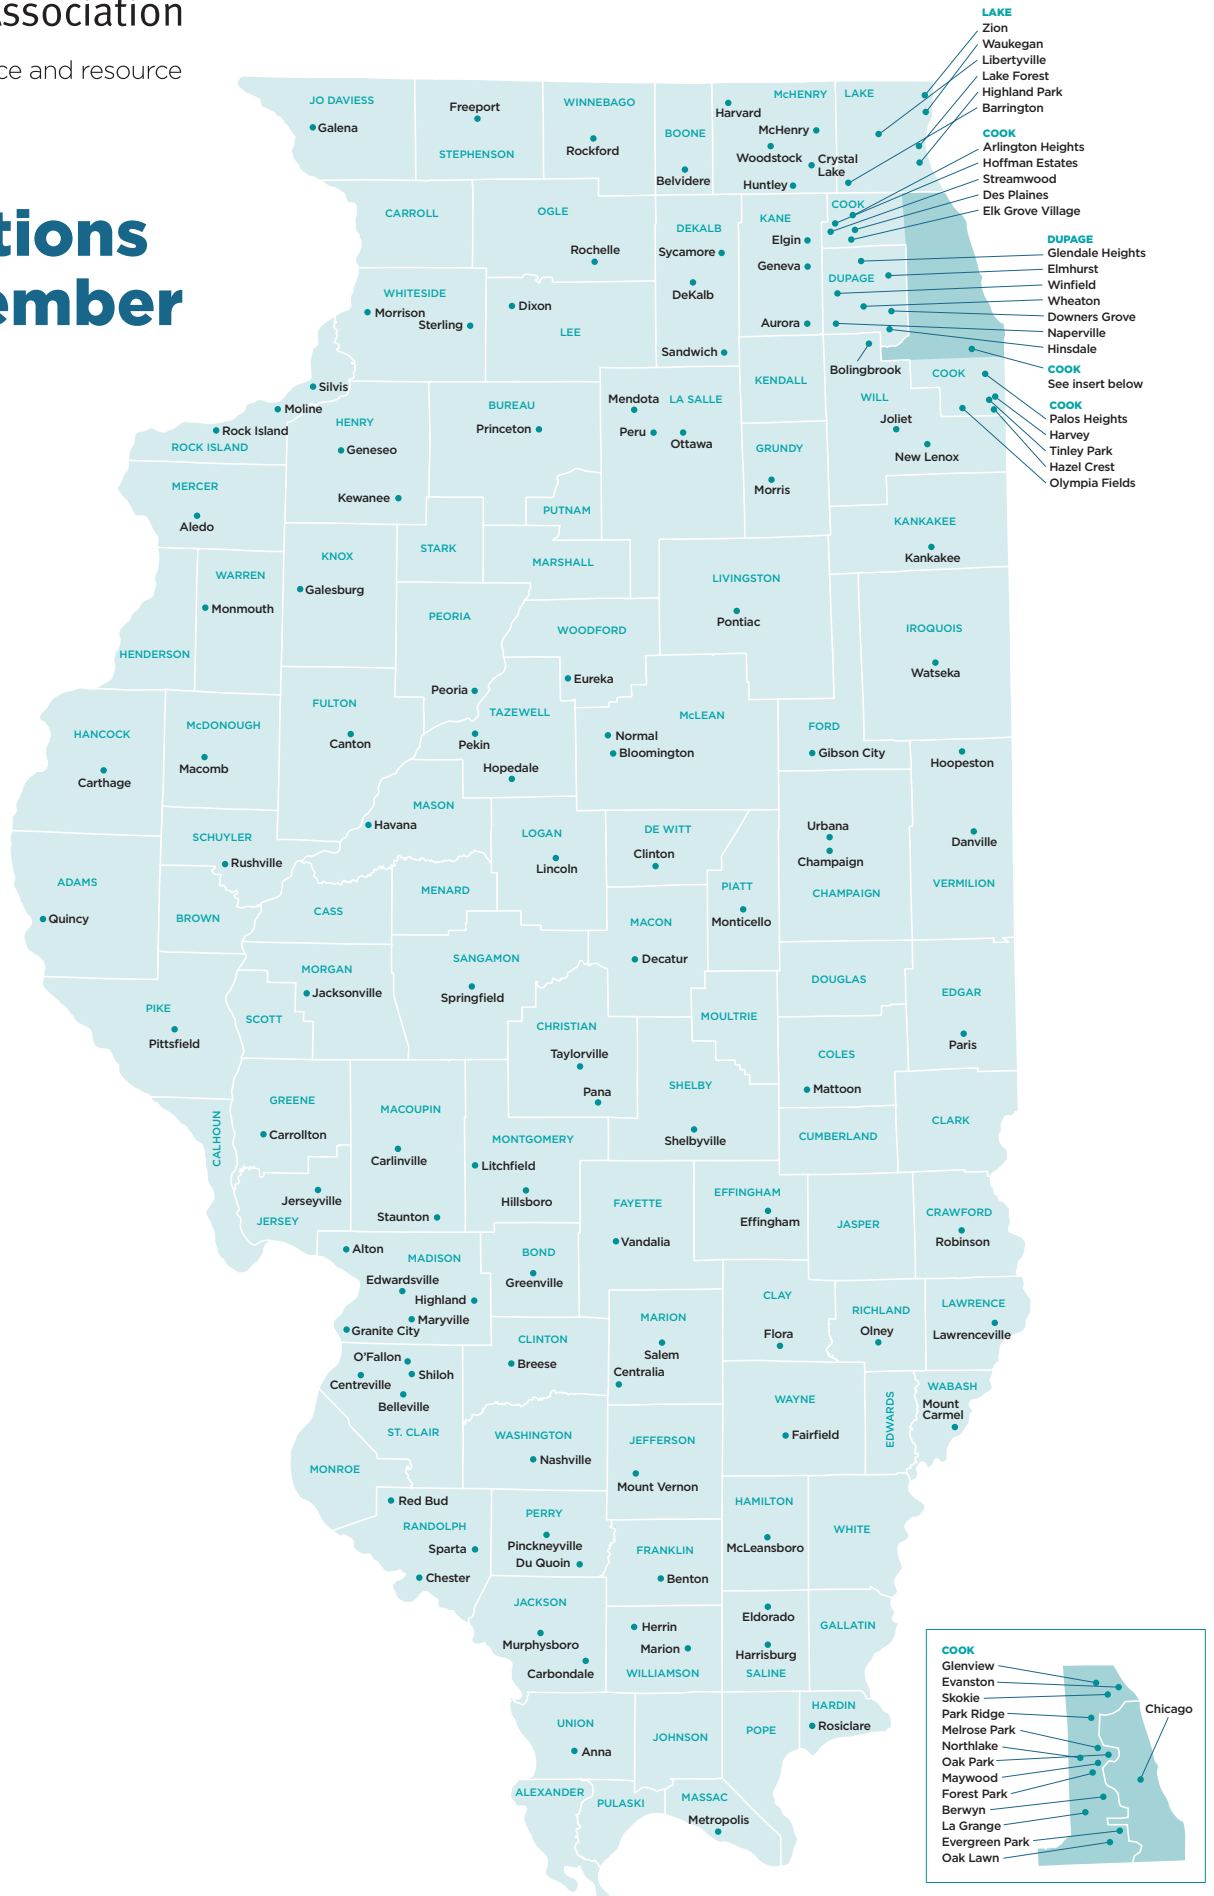 Association
ce and resource
tions
ember
LAKE
Zion
Waukegan
Libertyville
Lake Forest
Highland Park
Barrington
COOK
Arlington Heights
Hoffman Estates
Streamwood
Des Plaines
Elk Grove Village
DUPAGE
Glendale Heights
Elmhurst
Winfield
Wheaton
Downers Grove
Naperville
Hinsdale
COOK
See insert below
COOK
Palos Heights
Harvey
Tinley Park
Hazel Crest
Olympia Fields
JO DAVIESS
Galena
Freeport
STEPHENSON
WINNEBAGO
Rockford
BOONE
Belvidere
McHENRY
Harvard
McHenry
Woodstock
Crystal
Lake
Huntley
LAKE
CARROLL
OGLE
Rochelle
DEKALB
Sycamore
DeKalb
Sandwich
KANE
Elgin
Geneva
Aurora
COOK
DUPAGE
WHITESIDE
Morrison
Sterling
Dixon
LEE
Bolingbrook
KENDALL
COOK
WILL
Joliet
New Lenox
Silvis
Moline
Rock Island
ROCK ISLAND
HENRY
Geneseo
Kewanee
BUREAU
Princeton
Mendota
LA SALLE
Peru
Ottawa
GRUNDY
Morris
MERCER
Aledo
PUTNAM
KANKAKEE
Kankakee
KNOX
Galesburg
STARK
MARSHALL
WARREN
Monmouth
LIVINGSTON
Pontiac
HENDERSON
PEORIA
Peoria
WOODFORD
Eureka
IROQUOIS
Watseka
HANCOCK
Carthage
McDONOUGH
Macomb
FULTON
Canton
TAZEWELL
Pekin
Hopedale
McLEAN
Normal
Bloomington
FORD
Gibson City
Hoopeston
MASON
Havana
SCHUYLER
Rushville
LOGAN
Lincoln
DE WITT
Clinton
Urbana
Champaign
CHAMPAIGN
Danville
VERMILION
ADAMS
Quincy
BROWN
CASS
MENARD
PIATT
Monticello
MACON
Decatur
SANGAMON
Springfield
MORGAN
Jacksonville
DOUGLAS
EDGAR
Paris
PIKE
Pittsfield
SCOTT
CHRISTIAN
Taylorville
Pana
MOULTRIE
COLES
Mattoon
SHELBY
Shelbyville
CALHOUN
GREENE
Carrollton
MACOUPIN
Carlinville
Staunton
MONTGOMERY
Litchfield
Hillsboro
CUMBERLAND
CLARK
Jerseyville
JERSEY
FAYETTE
Vandalia
EFFINGHAM
Effingham
JASPER
CRAWFORD
Robinson
Alton
MADISON
Edwardsville
Highland
Maryville
Granite City
BOND
Greenville
CLAY
Flora
RICHLAND
Olney
LAWRENCE
Lawrenceville
MARION
Salem
Centralia
CLINTON
Breese
O'Fallon
Shiloh
Centreville
Belleville
ST. CLAIR
WAYNE
Fairfield
EDWARDS
WABASH
Mount
Carmel
WASHINGTON
Nashville
JEFFERSON
Mount Vernon
MONROE
Red Bud
RANDOLPH
Sparta
Chester
PERRY
Pinckneyville
Du Quoin
HAMILTON
McLeansboro
WHITE
FRANKLIN
Benton
JACKSON
Murphysboro
Carbondale
Herrin
Marion
WILLIAMSON
Eldorado
Harrisburg
SALINE
GALLATIN
HARDIN
Rosiclare
UNION
Anna
JOHNSON
POPE
ALEXANDER
PULASKI
MASSAC
Metropolis
COOK
Glenview
Evanston
Skokie
Park Ridge
Melrose Park
Northlake
Oak Park
Maywood
Forest Park
Berwyn
La Grange
Evergreen Park
Oak Lawn
Chicago